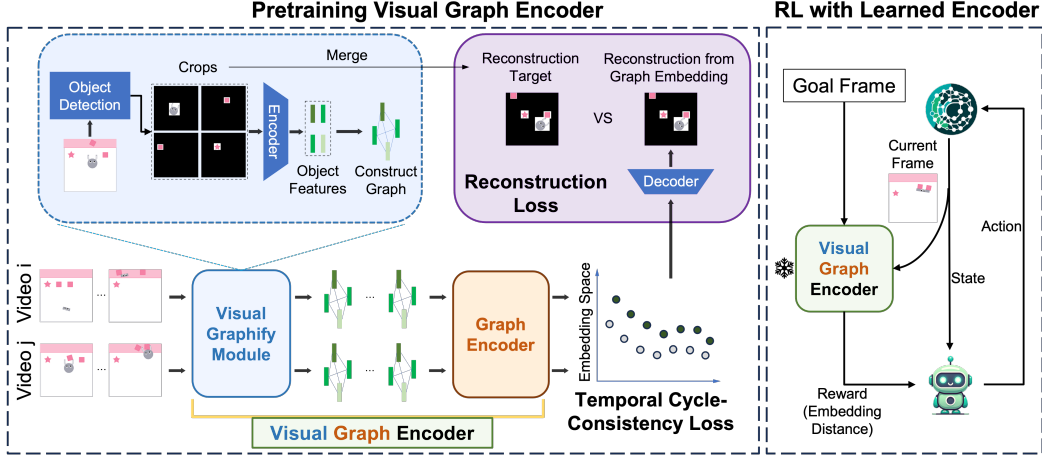 Pretraining Visual Graph Encoder
RL with Learned Encoder
Object
Detection
Crops
Encoder
Object
Features
Construct
Graph
Merge
Reconstruction
Target
Reconstruction from
Graph Embedding
VS
Reconstruction
Loss
Decoder
Video i
...
...
Video j
...
...
Visual
Graphify
Module
...
...
Graph
Encoder
Embedding Space
Temporal Cycle-
Consistency Loss
Visual Graph Encoder
Goal Frame
Current
Frame
Action
Visual
Graph
Encoder
State
Reward
(Embedding
Distance)